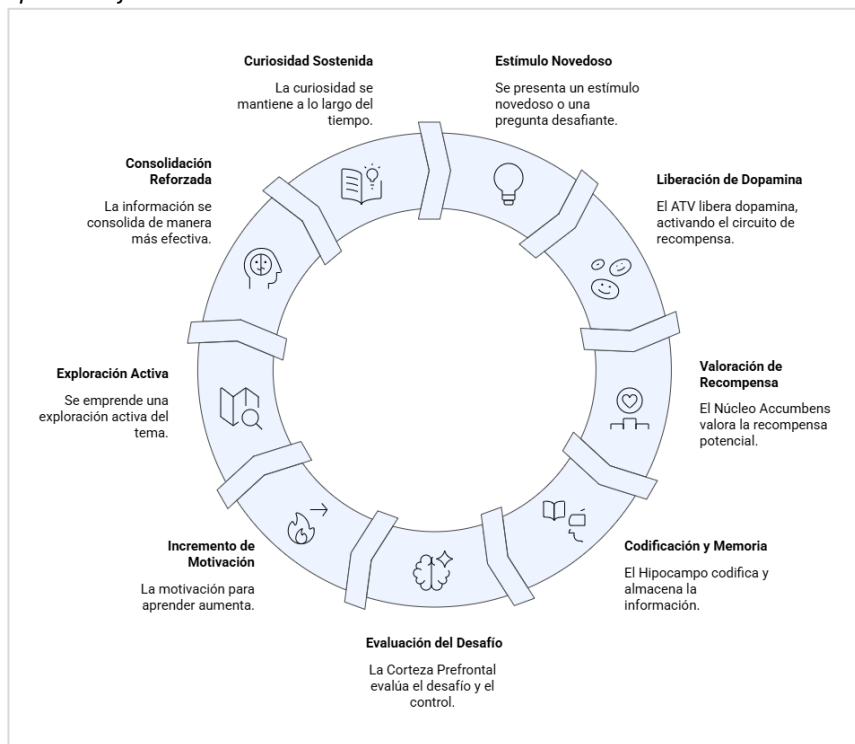 Curiosidad Sostenida
La curiosidad se
mantiene a lo largo del
tiempo.
Estímulo Novedoso
Se presenta un estímulo
novedoso o una
pregunta desafiante.
Liberación de Dopamina
El ATV libera dopamina,
activando el circuito de
recompensa.
Valoración de
Recompensa
El Núcleo Accumbens
valora la recompensa
potencial.
Codificación y Memoria
El Hipocampo codifica y
almacena la
información.
Evaluación del Desafío
La Corteza Prefrontal
evalúa el desafío y el
control.
Incremento de
Motivación
La motivación para
aprender aumenta.
Exploración Activa
Se emprende una
exploración activa del
tema.
Consolidación
Reforzada
La información se
consolida de manera
más efectiva.